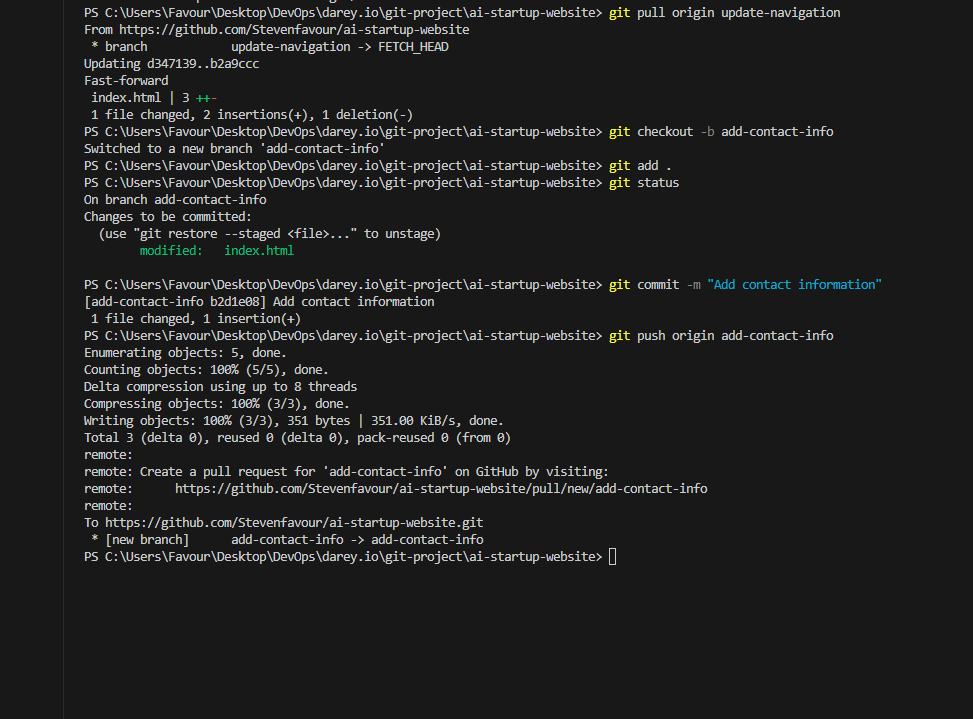 PS C:\Users\Favour\Desktop\DevOps\darey.io\git-project\ai-startup-website> git pull origin update-navigation
From https://github.com/Stevenfavour/ai-startup-website
 * branch            update-navigation -> FETCH_HEAD
Updating d347139..b2a9ccc
Fast-forward
 index.html | 3 ++-
 1 file changed, 2 insertions(+), 1 deletion(-)
PS C:\Users\Favour\Desktop\DevOps\darey.io\git-project\ai-startup-website> git checkout -b add-contact-info
Switched to a new branch 'add-contact-info'
PS C:\Users\Favour\Desktop\DevOps\darey.io\git-project\ai-startup-website> git add .
PS C:\Users\Favour\Desktop\DevOps\darey.io\git-project\ai-startup-website> git status
On branch add-contact-info
Changes to be committed:
  (use "git restore --staged <file>..." to unstage)
        modified:   index.html

PS C:\Users\Favour\Desktop\DevOps\darey.io\git-project\ai-startup-website> git commit -m "Add contact information"
[add-contact-info b2d1e08] Add contact information
 1 file changed, 1 insertion(+)
PS C:\Users\Favour\Desktop\DevOps\darey.io\git-project\ai-startup-website> git push origin add-contact-info
Enumerating objects: 5, done.
Counting objects: 100% (5/5), done.
Delta compression using up to 8 threads
Compressing objects: 100% (3/3), done.
Writing objects: 100% (3/3), 351 bytes | 351.00 KiB/s, done.
Total 3 (delta 0), reused 0 (delta 0), pack-reused 0 (from 0)
remote:
remote: Create a pull request for 'add-contact-info' on GitHub by visiting:
remote:      https://github.com/Stevenfavour/ai-startup-website/pull/new/add-contact-info
remote:
To https://github.com/Stevenfavour/ai-startup-website.git
 * [new branch]      add-contact-info -> add-contact-info
PS C:\Users\Favour\Desktop\DevOps\darey.io\git-project\ai-startup-website>